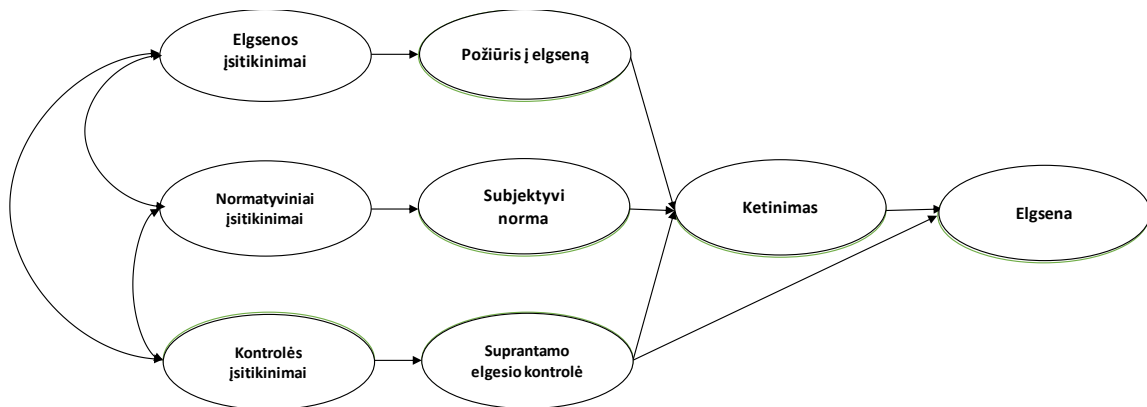 Elgsenos
įsitikinimai
Požiūris į elgseną
Normatyviniai
įsitikinimai
Subjektyvi
norma
Ketinimas
Elgsena
Kontrolės
įsitikinimai
Suprantamo
elgesio kontrolė